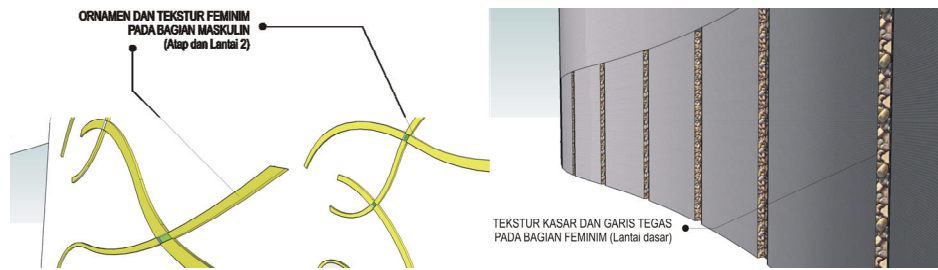 ORNAMEN DAN TEKSTUR FEMINIM
PADA BAGIAN MASKULIN
(Atap dan Lantai 2)
TEKSTUR KASAR DAN GARIS TEGAS
PADA BAGIAN FEMINIM (Lantai dasar)